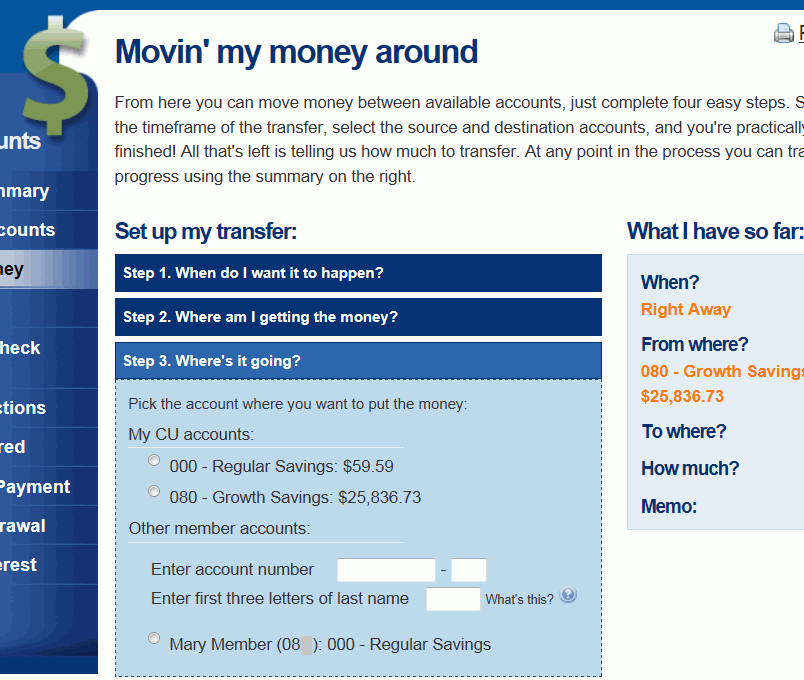 Movin' my money around
From here you can move money between available accounts, just complete four easy steps. S
the timeframe of the transfer, select the source and destination accounts, and you're practically
finished! All that's left is telling us how much to transfer. At any point in the process you can tra
progress using the summary on the right.
unts
mmary
counts
ney
heck
ctions
red
Payment
rawal
erest
Set up my transfer:
Step 1. When do I want it to happen?
Step 2. Where am I getting the money?
Step 3. Where's it going?
Pick the account where you want to put the money:
My CU accounts:
000 - Regular Savings: $59.59
080 - Growth Savings: $25,836.73
Other member accounts:
Enter account number -
Enter first three letters of last name What's this? ?
Mary Member (08 ): 000 - Regular Savings
What I have so far:
When?
Right Away
From where?
080 - Growth Savings
$25,836.73
To where?
How much?
Memo: